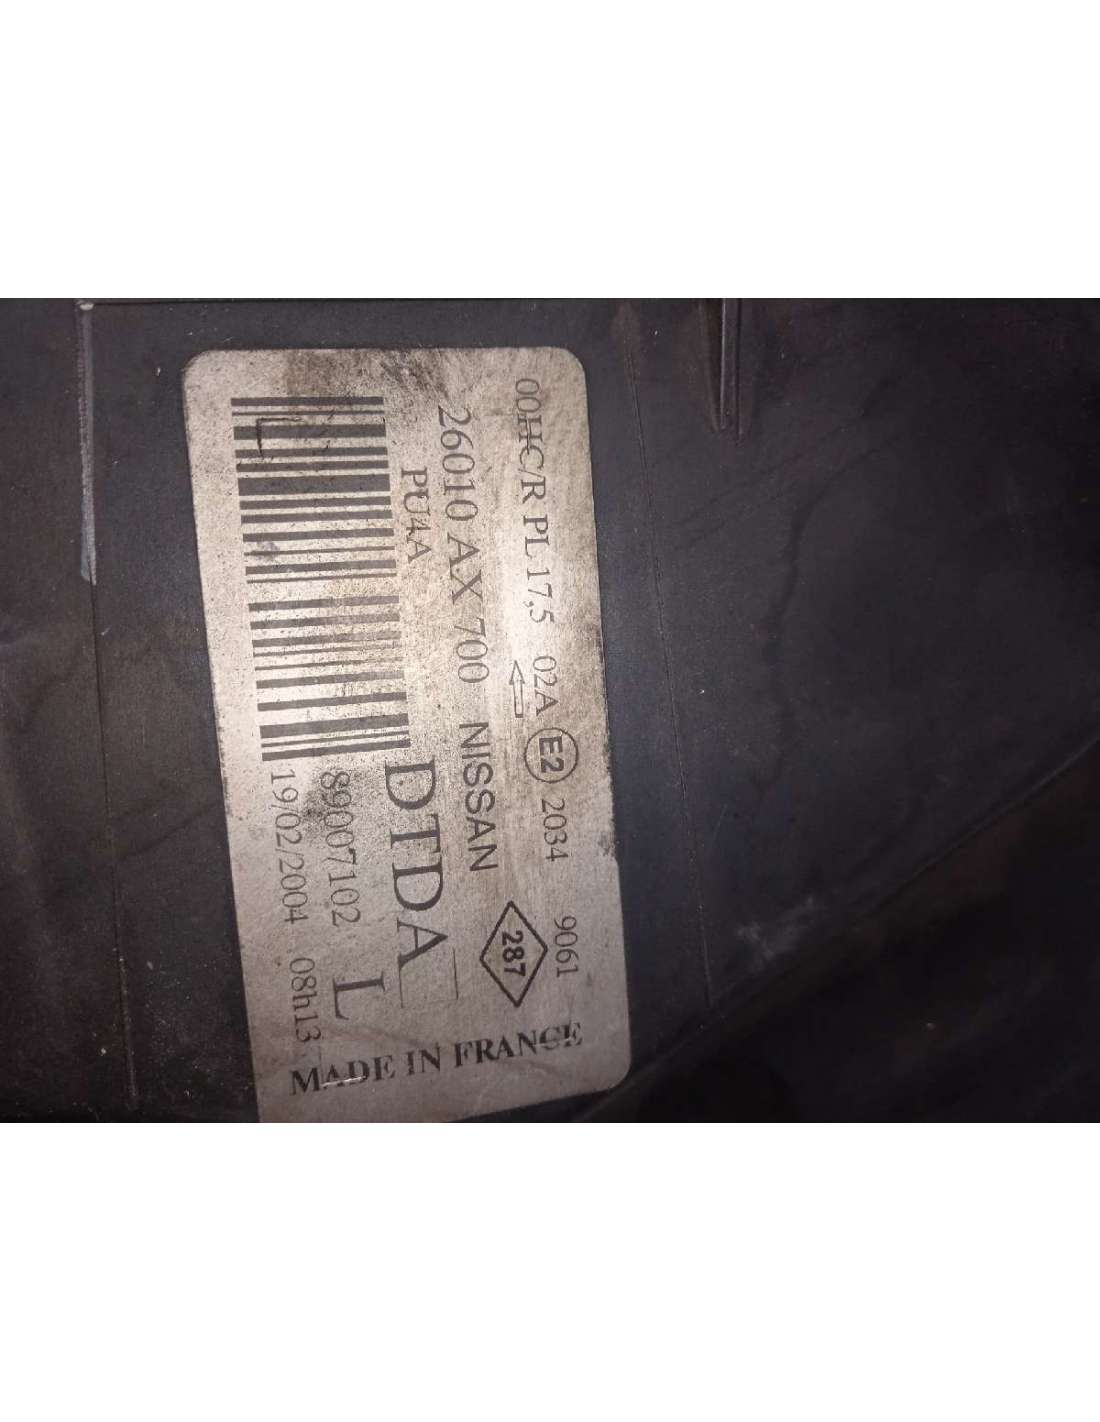 00HC/R PL 17,5 02A E2 2034 9061
26010 AX 700 NISSAN 287
PU4A
DTDA
89007102 L
19/02/2004 08h13
MADE IN FRANCE
L